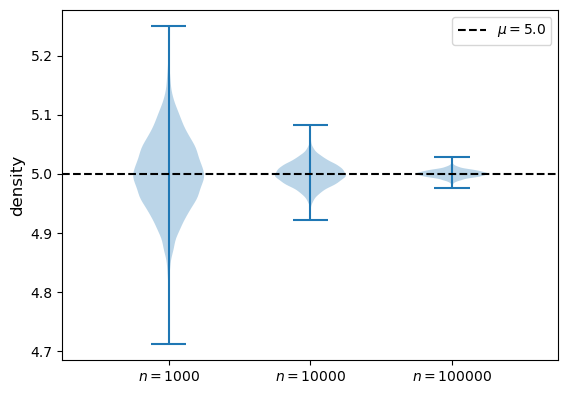 μ = 5.0
5.2
5.1
5.0
4.9
4.8
4.7
density
n = 1000
n = 10000
n = 100000